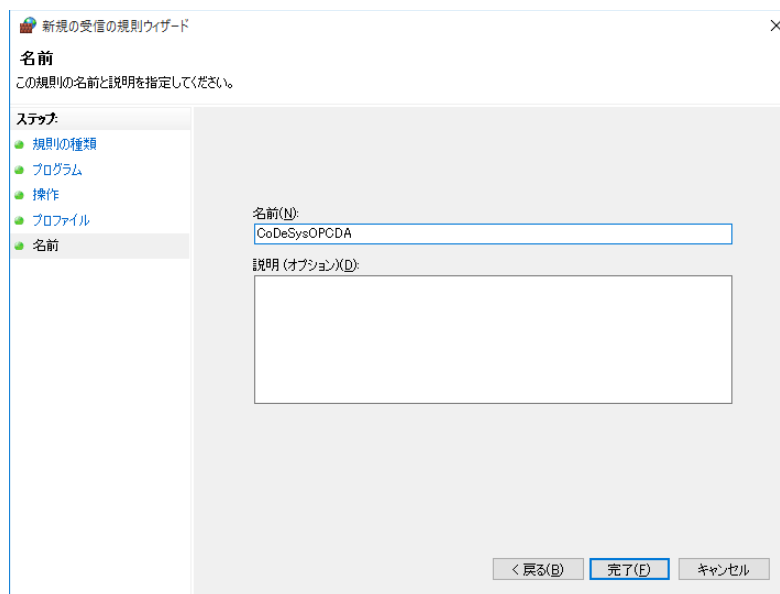 新規の受信の規則ウィザード
名前
この規則の名前と説明を指定してください。
ステップ:
規則の種類
プログラム
操作
プロファイル
名前
名前(N):
CoDeSysOPCDA
説明 (オプション)(D):
< 戻る(B)
完了(F)
キャンセル